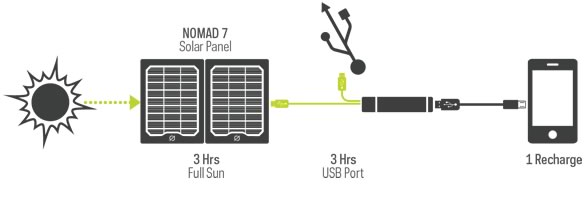 NOMAD 7
Solar Panel
3 Hrs
Full Sun
3 Hrs
USB Port
1 Recharge